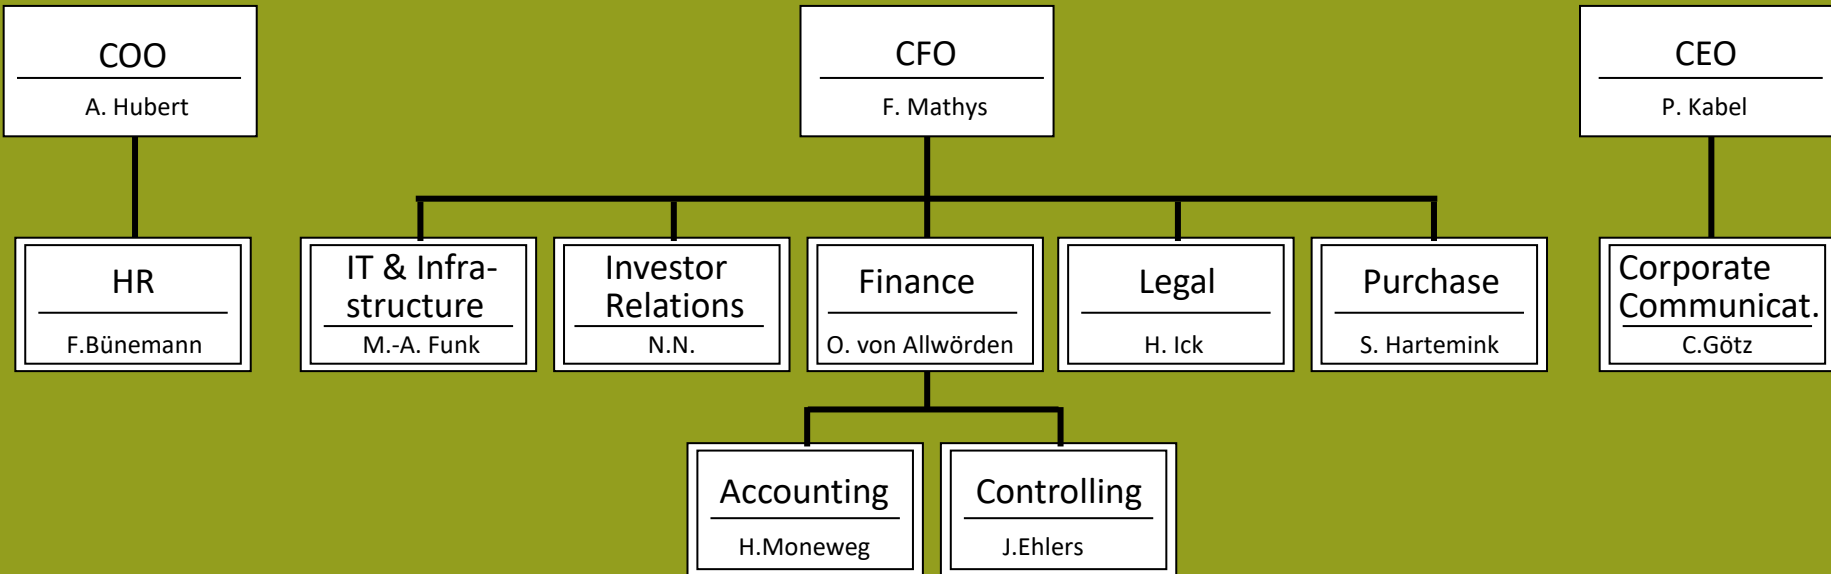 COO
A. Hubert
CFO
F. Mathys
CEO
P. Kabel
HR
F.Bünemann
IT & Infra-
structure
M.-A. Funk
Investor
Relations
N.N.
Finance
O. von Allwörden
Legal
H. Ick
Purchase
S. Hartemink
Corporate
Communicat.
C.Götz
Accounting
H.Moneweg
Controlling
J.Ehlers